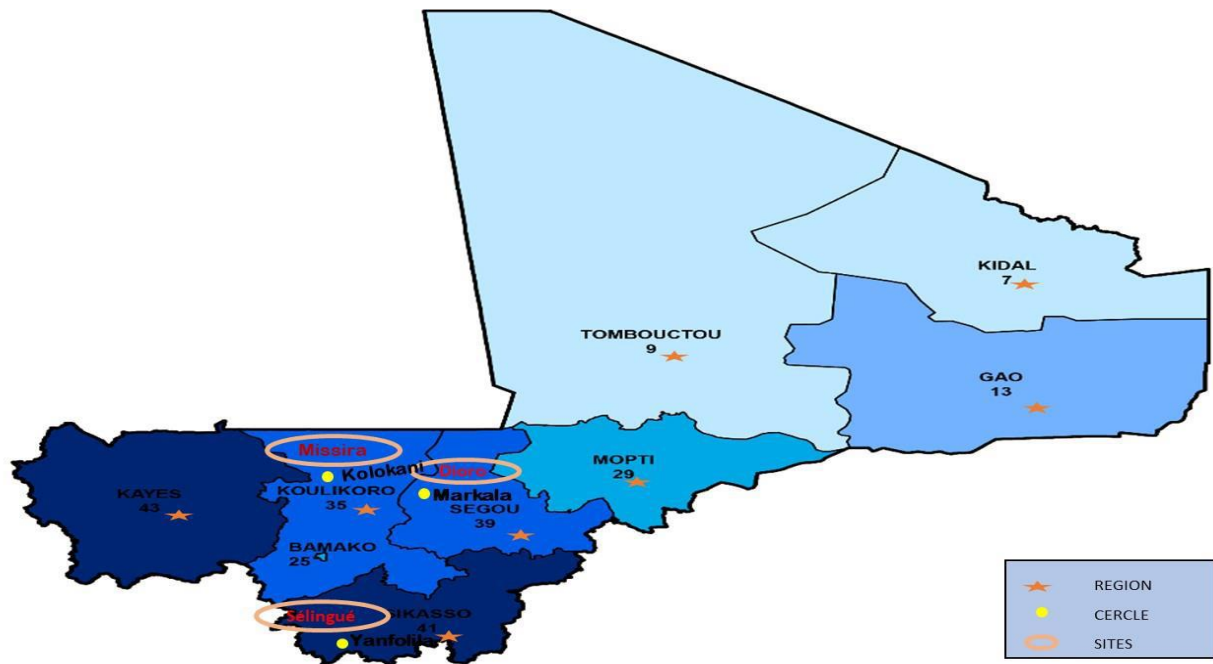 KIDAL
7
TOMBOUCTOU
9
GAO
13
Missira
Kolokani
Dioro
MOPTI
29
KAYES
43
KOULIKORO
35
Markala
SEGOU
39
BAMAKO
25
Sélingué
SIKASSO
41
Yanfolila
REGION
CERCLE
SITES